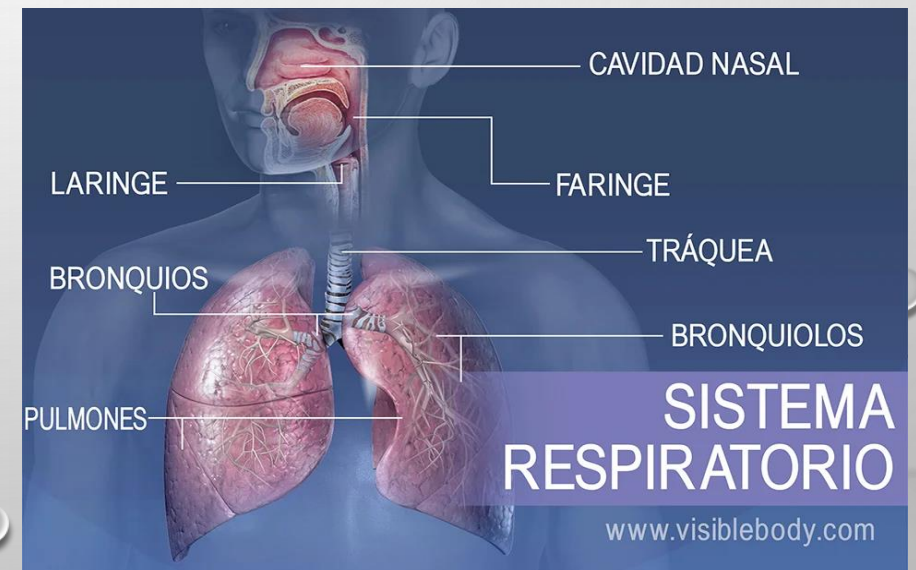 CAVIDAD NASAL
LARINGE
FARINGE
TRÁQUEA
BRONQUIOS
BRONQUIOLOS
PULMONES
SISTEMA
RESPIRATORIO
www.visiblebody.com